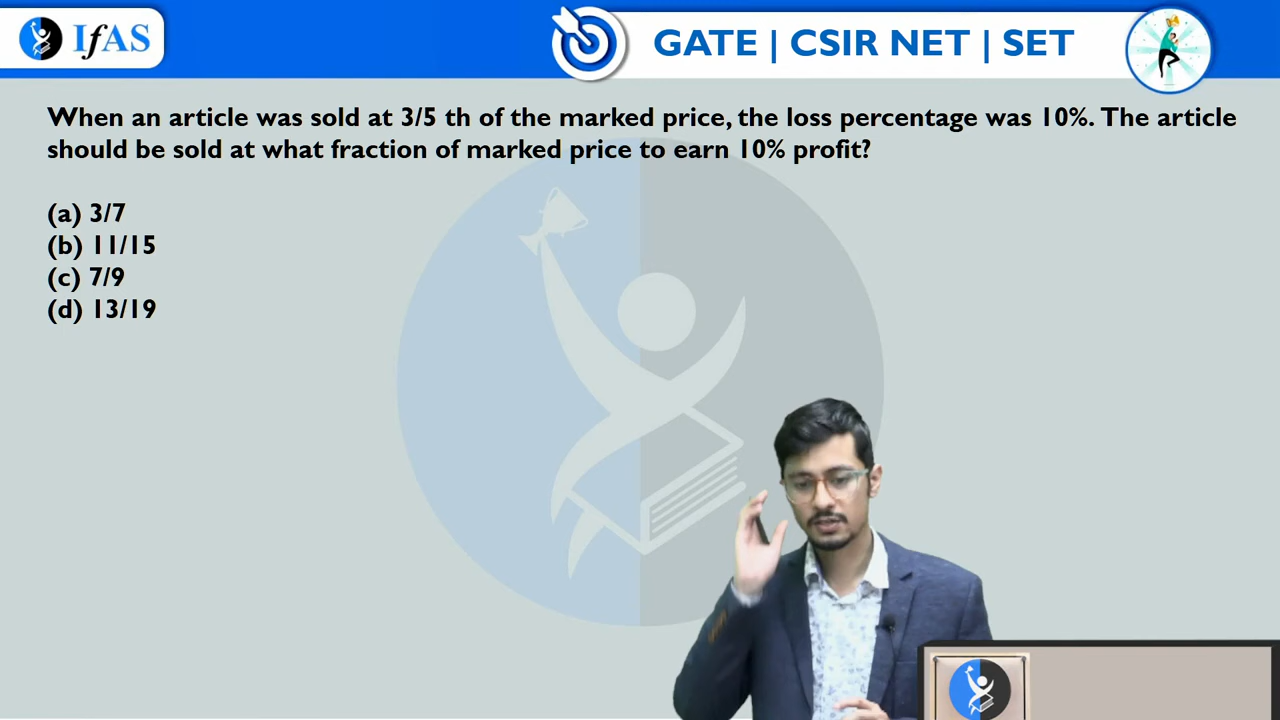 IfAS
GATE | CSIR NET | SET
When an article was sold at 3/5 th of the marked price, the loss percentage was 10%. The article
should be sold at what fraction of marked price to earn 10% profit?
(a) 3/7
(b) 11/15
(c) 7/9
(d) 13/19